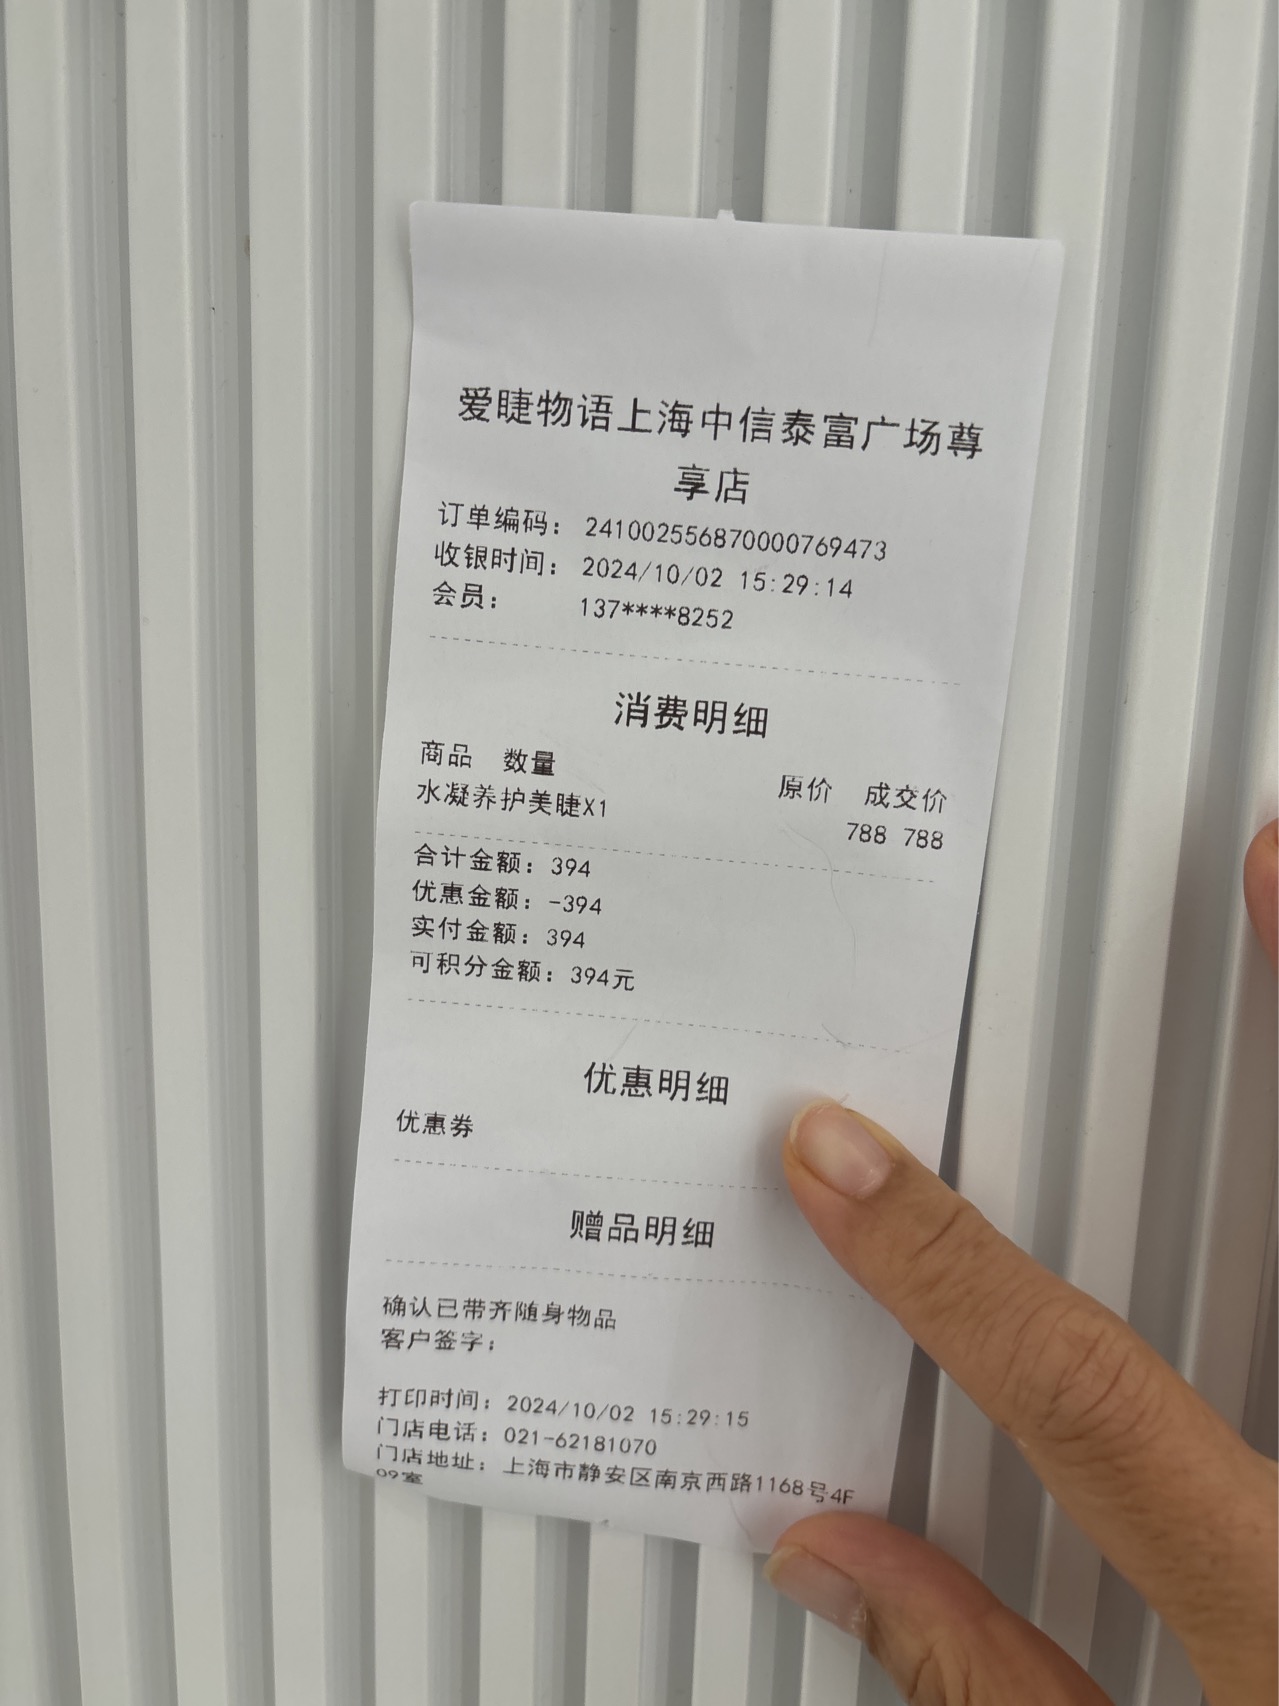 爱睫物语上海中信泰富广场尊
享店
订单编码： 241002556870000769473
收银时间： 2024/10/02 15:29:14
会员： 137****8252
消费明细
商品 数量 原价 成交价
水凝养护美睫X1 788 788
合计金额：394
优惠金额：-394
实付金额：394
可积分金额：394元
优惠明细
优惠券
赠品明细
确认已带齐随身物品
客户签字：
打印时间：2024/10/02 15:29:15
门店电话：021-62181070
门店地址：上海市静安区南京西路1168号4F
09室